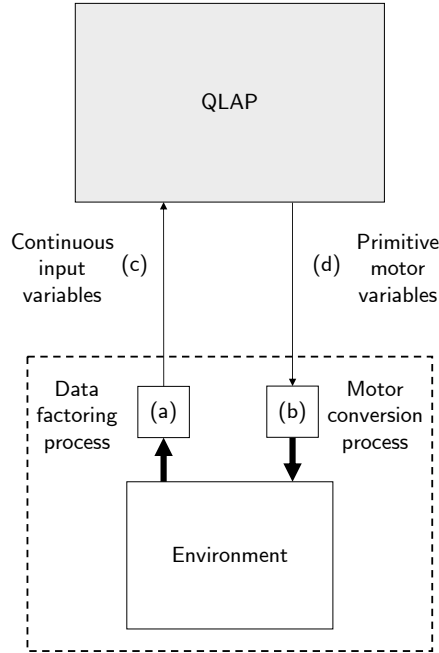 QLAP
Continuous
input
variables
(c)
(d)
Primitive
motor
variables
Data
factoring
process
(a)
(b)
Motor
conversion
process
Environment